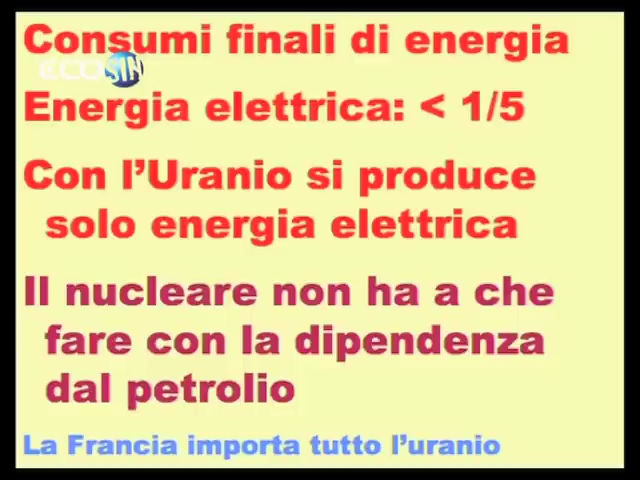 Consumi finali di energia
ECOSIN
Energia elettrica: < 1/5
Con l'Uranio si produce
solo energia elettrica
Il nucleare non ha a che
fare con la dipendenza
dal petrolio
La Francia importa tutto l'uranio